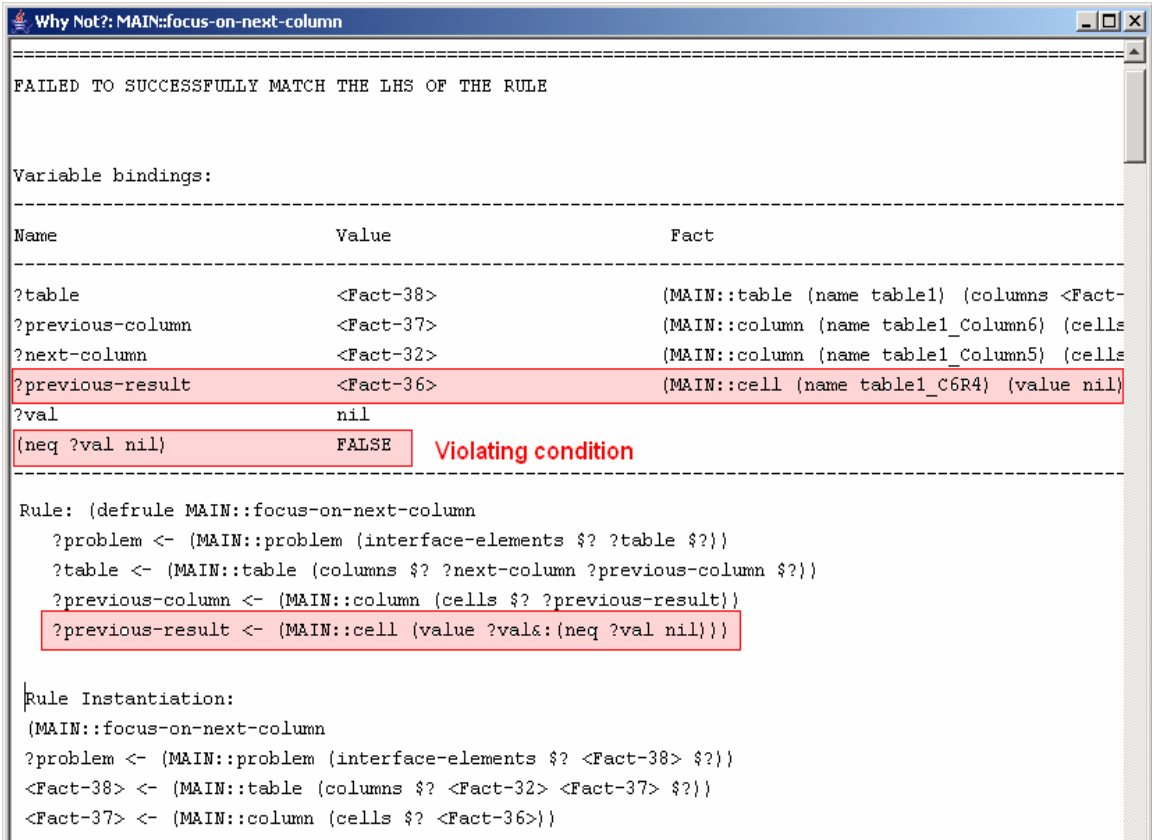 Why Not?: MAIN::focus-on-next-column
================================================================================
FAILED TO SUCCESSFULLY MATCH THE LHS OF THE RULE
Variable bindings:
--------------------------------------------------------------------------------
Name Value Fact
--------------------------------------------------------------------------------
?table <Fact-38> (MAIN::table (name table1) (columns <Fact-
?previous-column <Fact-37> (MAIN::column (name table1_Column6) (cells
?next-column <Fact-32> (MAIN::column (name table1_Column5) (cells
?previous-result <Fact-36> (MAIN::cell (name table1_C6R4) (value nil)
?val nil
(neq ?val nil) FALSE Violating condition
--------------------------------------------------------------------------------
Rule: (defrule MAIN::focus-on-next-column
?problem <- (MAIN::problem (interface-elements $? ?table $?))
?table <- (MAIN::table (columns $? ?next-column ?previous-column $?))
?previous-column <- (MAIN::column (cells $? ?previous-result))
?previous-result <- (MAIN::cell (value ?val&:(neq ?val nil)))
Rule Instantiation:
(MAIN::focus-on-next-column
?problem <- (MAIN::problem (interface-elements $? <Fact-38> $?))
<Fact-38> <- (MAIN::table (columns $? <Fact-32> <Fact-37> $?))
<Fact-37> <- (MAIN::column (cells $? <Fact-36>))